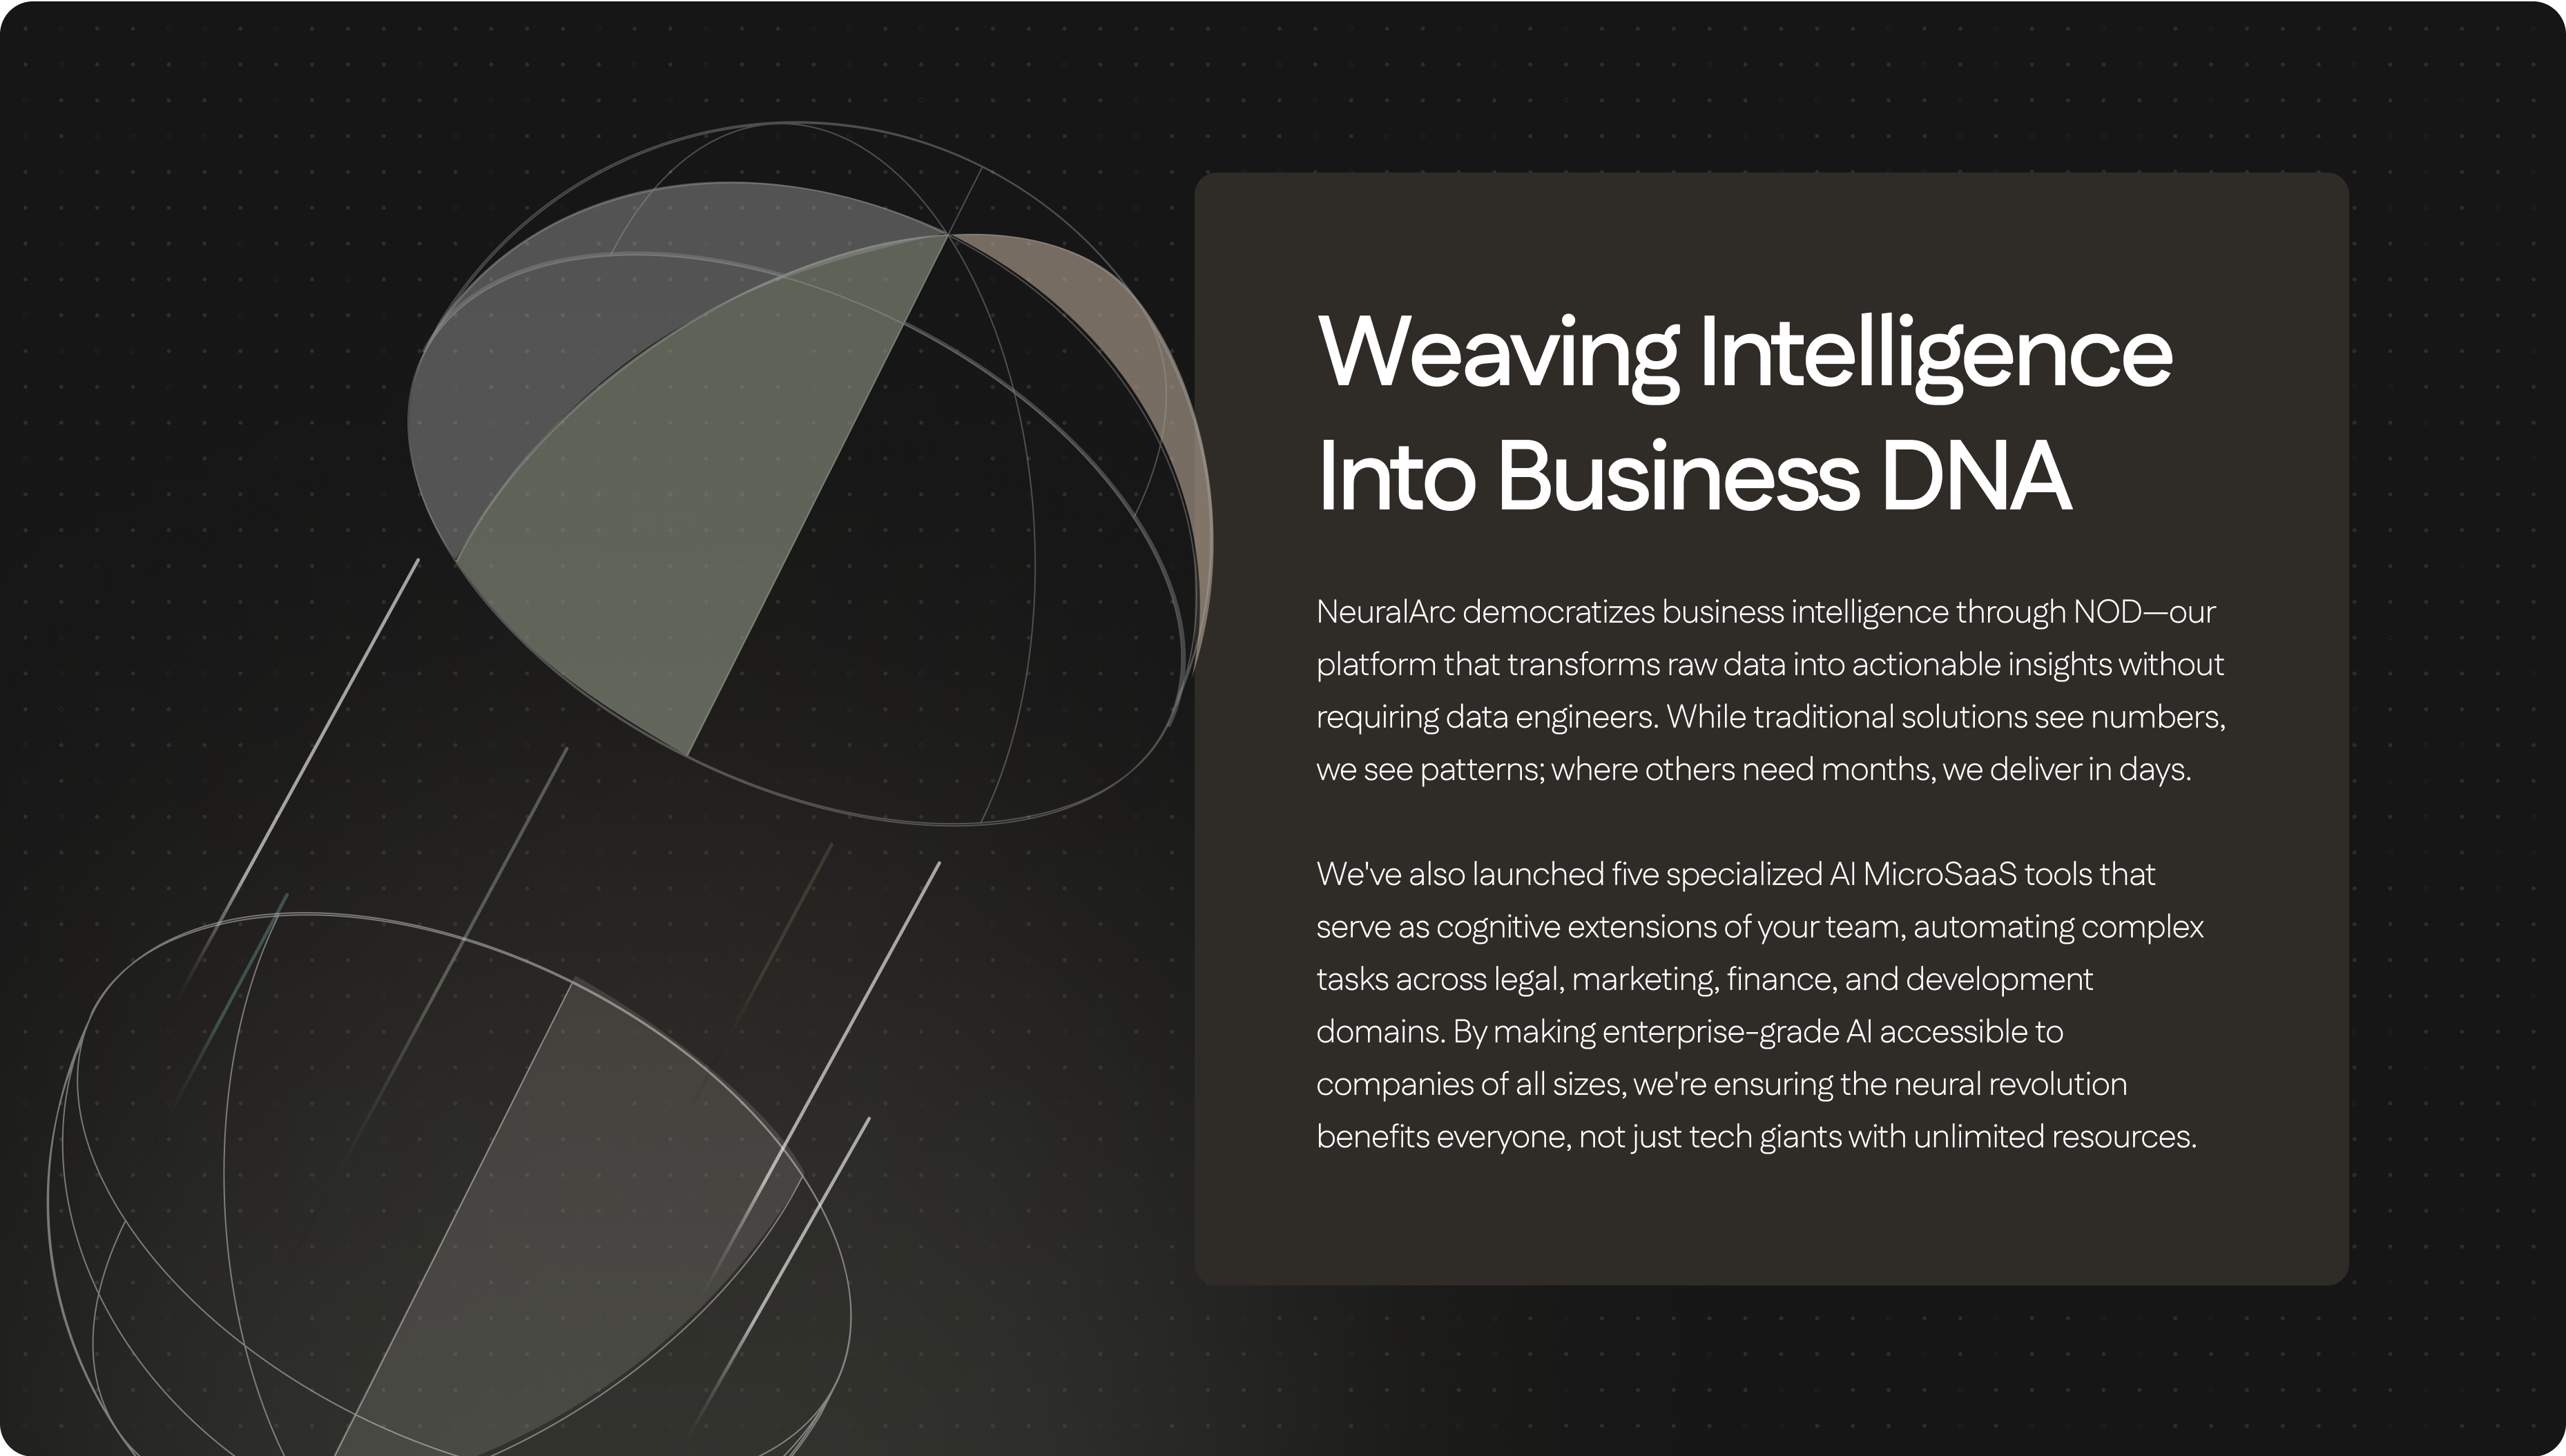 Weaving Intelligence
Into Business DNA
NeuralArc democratizes business intelligence through NOD—our
platform that transforms raw data into actionable insights without
requiring data engineers. While traditional solutions see numbers,
we see patterns; where others need months, we deliver in days.
We've also launched five specialized AI MicroSaaS tools that
serve as cognitive extensions of your team, automating complex
tasks across legal, marketing, finance, and development
domains. By making enterprise-grade AI accessible to
companies of all sizes, we're ensuring the neural revolution
benefits everyone, not just tech giants with unlimited resources.